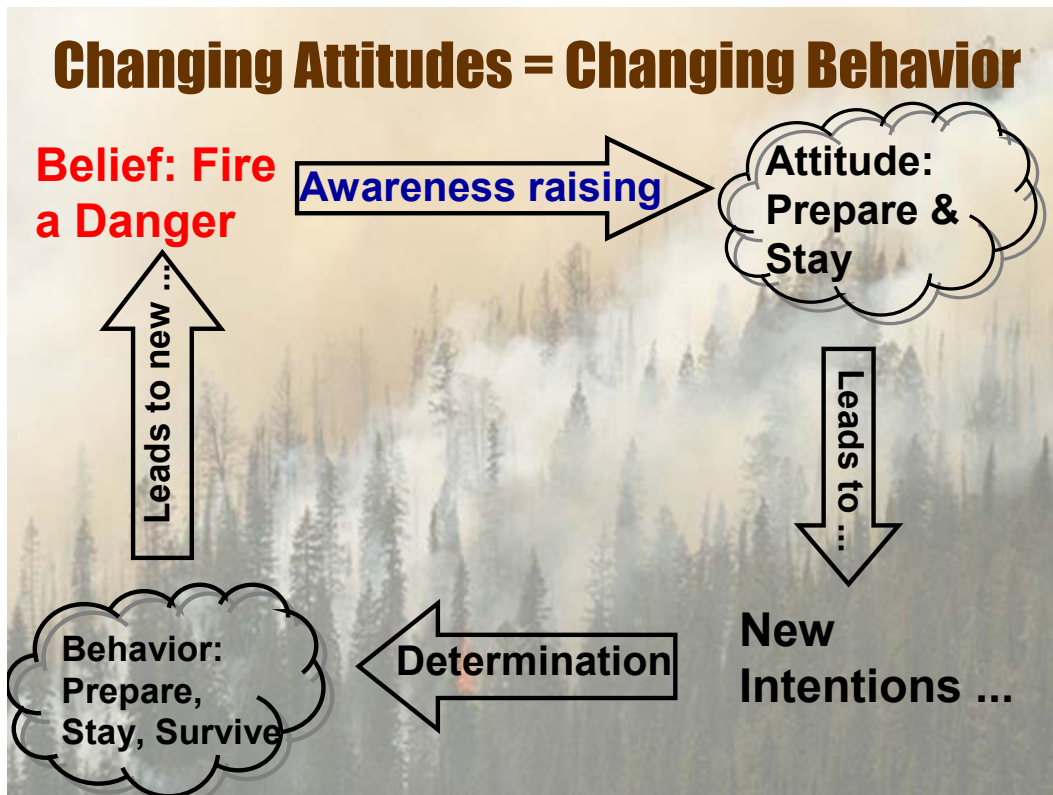 Changing Attitudes = Changing Behavior
Belief: Fire
a Danger
Awareness raising
Attitude:
Prepare &
Stay
Leads to ...
New
Intentions ...
Determination
Behavior:
Prepare,
Stay, Survive
Leads to new ...